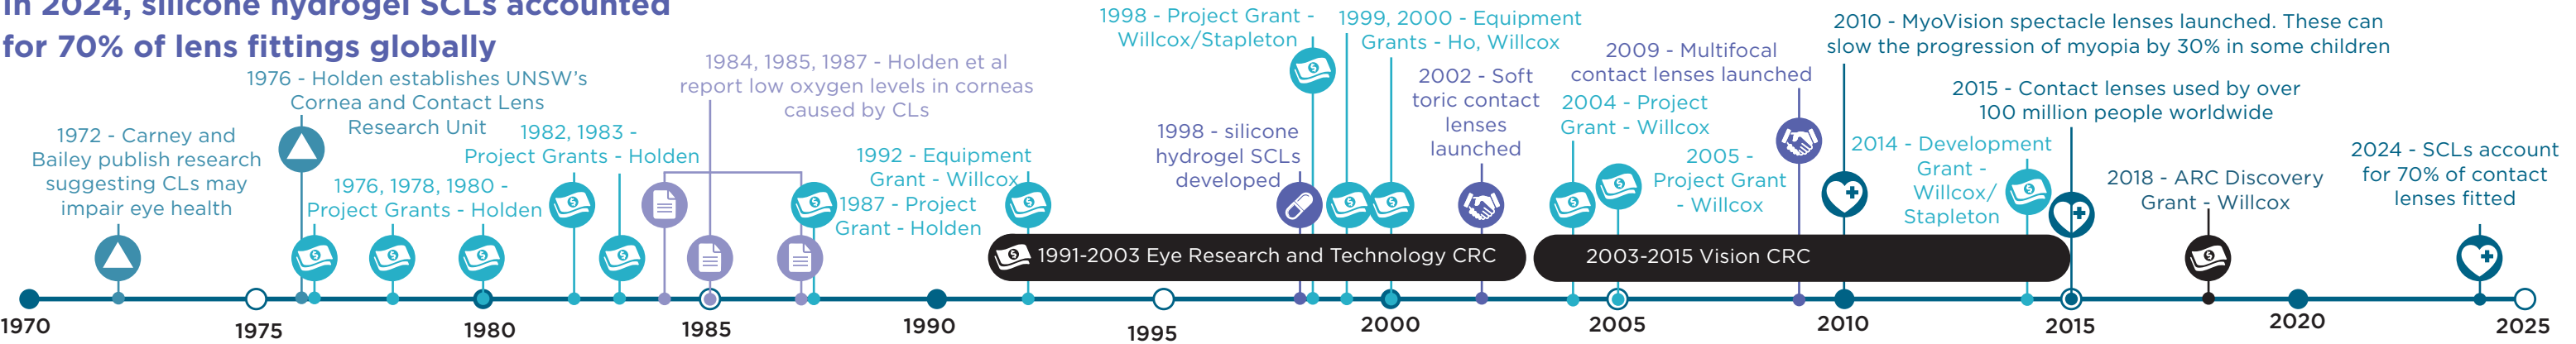 In 2024, silicone hydrogel SCLs accounted
for 70% of lens fittings globally
1972 - Carney and
Bailey publish research
suggesting CLs may
impair eye health
1976 - Holden establishes UNSW's
Cornea and Contact Lens
Research Unit
1976, 1978, 1980 -
Project Grants - Holden
1982, 1983 -
Project Grants - Holden
1984, 1985, 1987 - Holden et al
report low oxygen levels in corneas
caused by CLs
1987 - Project
Grant - Holden
1992 - Equipment
Grant - Willcox
1991-2003 Eye Research and Technology CRC
1998 - Project Grant -
Willcox/Stapleton
1998 - silicone
hydrogel SCLs
developed
1999, 2000 - Equipment
Grants - Ho, Willcox
2002 - Soft
toric contact
lenses
launched
2003-2015 Vision CRC
2004 - Project
Grant - Willcox
2005 -
Project Grant
- Willcox
2009 - Multifocal
contact lenses launched
2010 - MyoVision spectacle lenses launched. These can
slow the progression of myopia by 30% in some children
2014 - Development
Grant -
Willcox/
Stapleton
2015 - Contact lenses used by over
100 million people worldwide
2018 - ARC Discovery
Grant - Willcox
2024 - SCLs account
for 70% of contact
lenses fitted
1970
1975
1980
1985
1990
1995
2000
2005
2010
2015
2020
2025